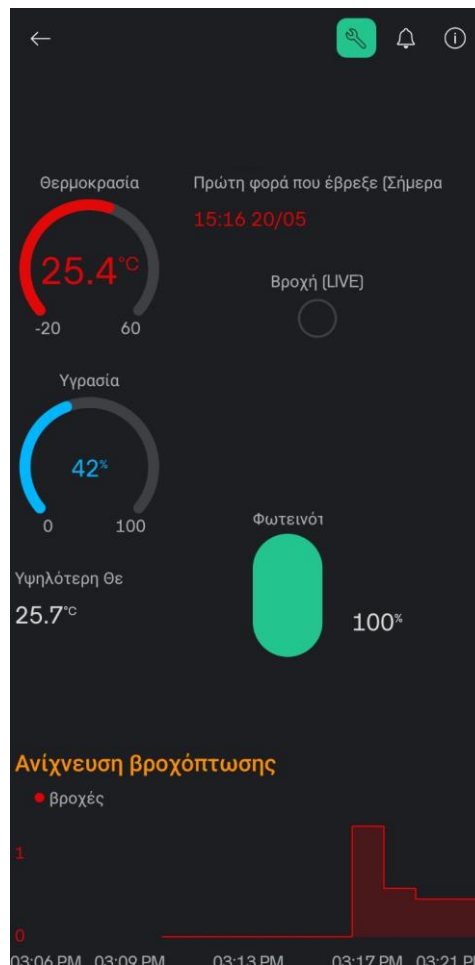 Θερμοκρασία
25.4°C
-20 60
Πρώτη φορά που έβρεξε (Σήμερα
15:16 20/05
Βροχή (LIVE)
Υγρασία
42%
0 100
Υψηλότερη Θε
25.7°C
Φωτεινότ
100%
Ανίχνευση βροχόπτωσης
βροχές
1
0
03:06 PM 03:09 PM 03:13 PM 03:17 PM 03:21 P